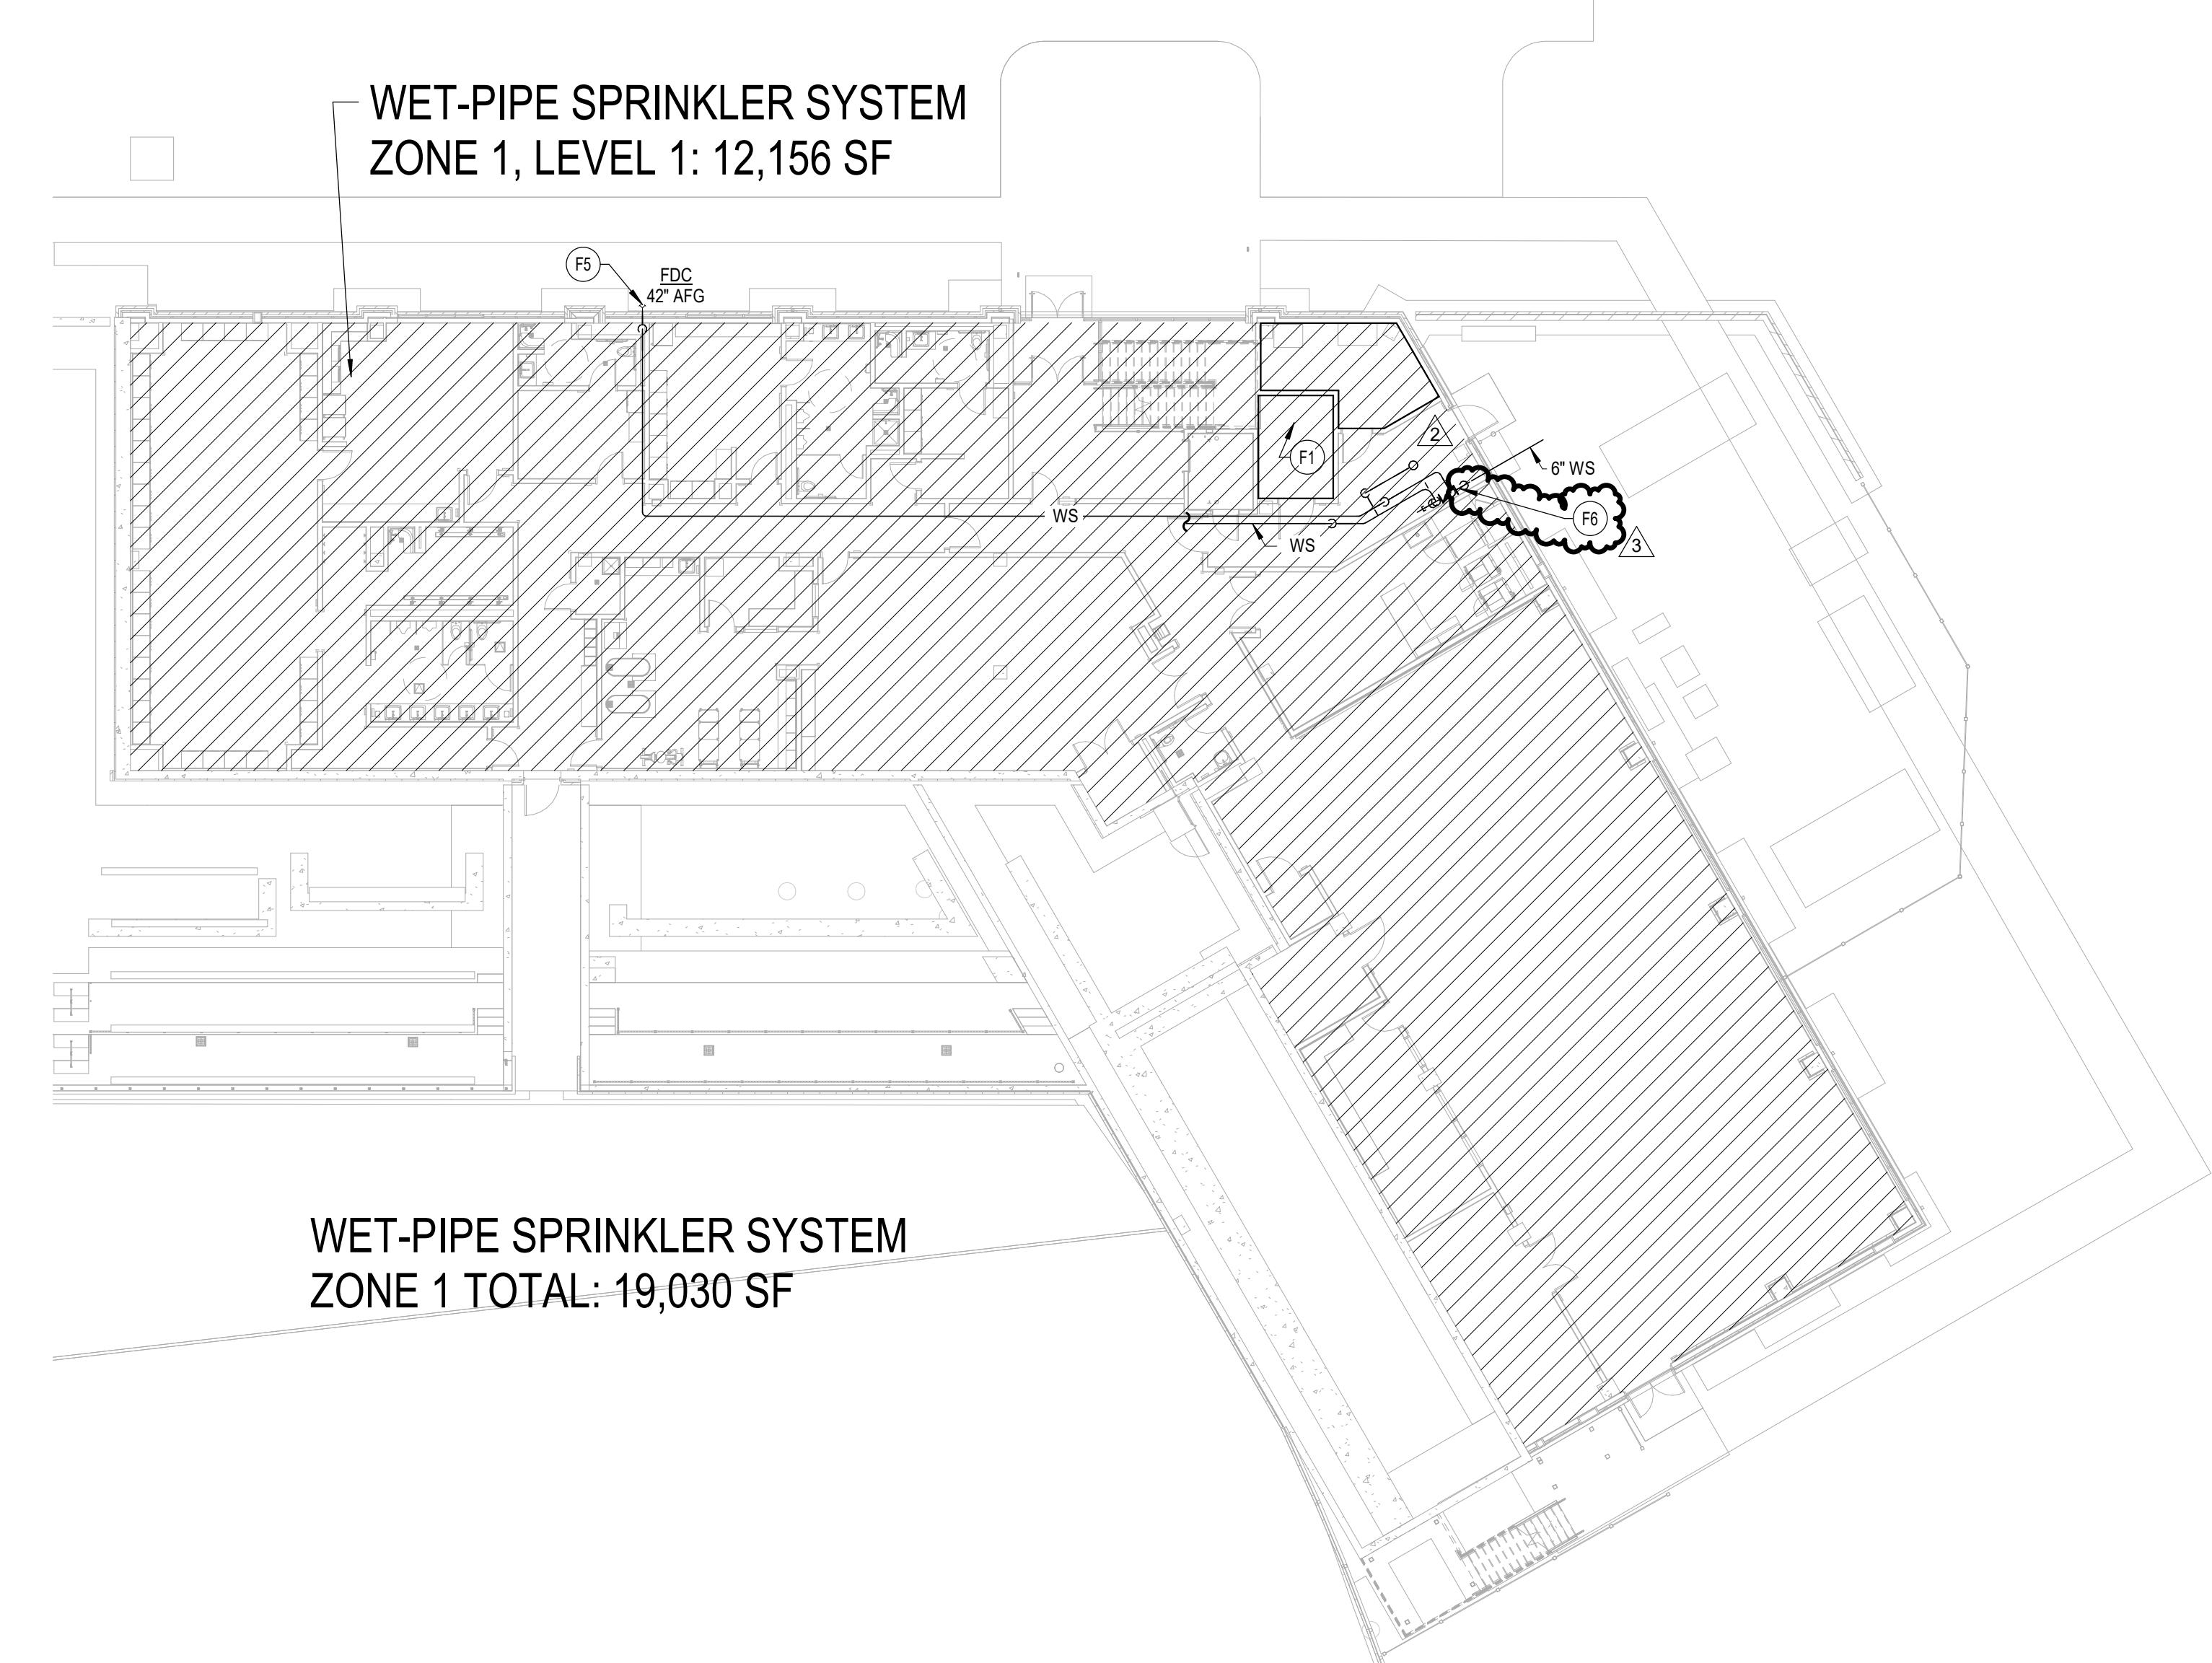 WET-PIPE SPRINKLER SYSTEM
ZONE 1, LEVEL 1: 12,156 SF
F5
FDC
42" AFG
2
F1
6" WS
WS
F6
WS
3
WET-PIPE SPRINKLER SYSTEM
ZONE 1 TOTAL: 19,030 SF